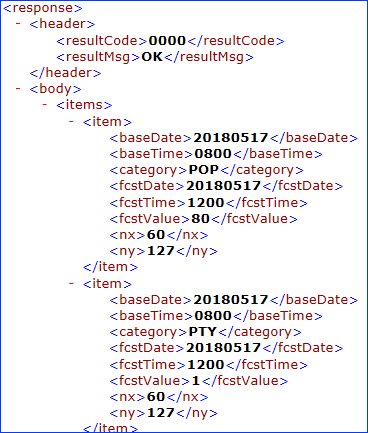 <response>
- <header>
<resultCode>0000</resultCode>
<resultMsg>OK</resultMsg>
</header>
- <body>
- <items>
- <item>
<baseDate>20180517</baseDate>
<baseTime>0800</baseTime>
<category>POP</category>
<fcstDate>20180517</fcstDate>
<fcstTime>1200</fcstTime>
<fcstValue>80</fcstValue>
<nx>60</nx>
<ny>127</ny>
</item>
- <item>
<baseDate>20180517</baseDate>
<baseTime>0800</baseTime>
<category>PTY</category>
<fcstDate>20180517</fcstDate>
<fcstTime>1200</fcstTime>
<fcstValue>1</fcstValue>
<nx>60</nx>
<ny>127</ny>
</item>